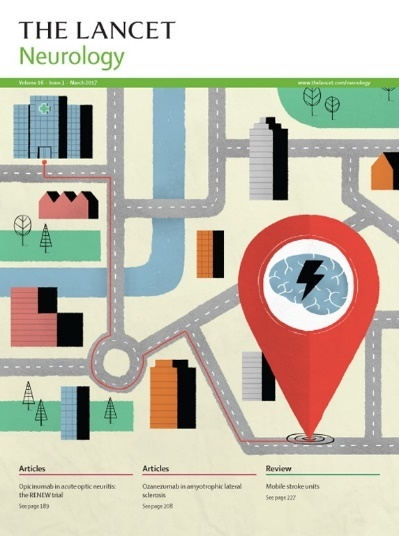 THE LANCET
Neurology
Volume 16 · Issue 3 · March 2017 www.thelancet.com/neurology
Articles
Opicinumab in acute optic neuritis:
the RENEW trial
See page 189
Articles
Ozanezumab in amyotrophic lateral
sclerosis
See page 208
Review
Mobile stroke units
See page 227